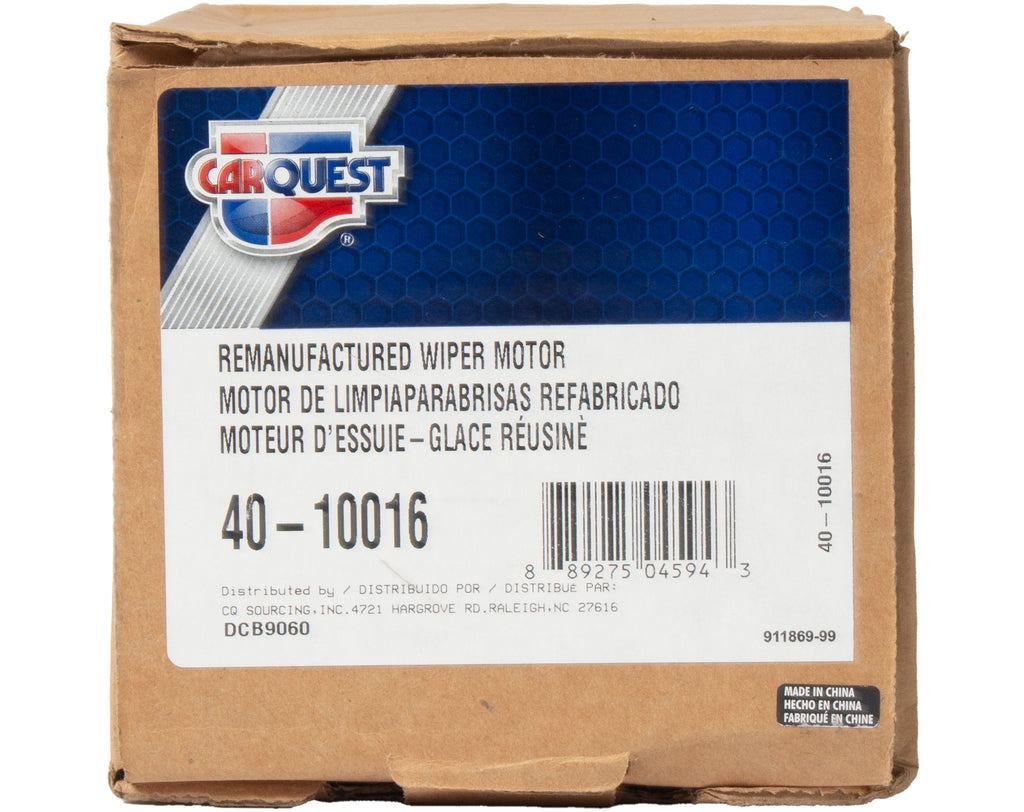 CARQUEST
®
REMANUFACTURED WIPER MOTOR
MOTOR DE LIMPIAPARABRISAS REFABRICADO
MOTEUR D'ESSUIE-GLACE RÉUSINÈ
40-10016
8 89275 04594 3
40-10016
Distributed by / DISTRIBUIDO POR / DISTRIBUÉ PAR:
CQ SOURCING,INC.4721 HARGROVE RD.RALEIGH,NC 27616
DCB9060
911869-99
MADE IN CHINA
HECHO EN CHINA
FABRIQUÉ EN CHINE